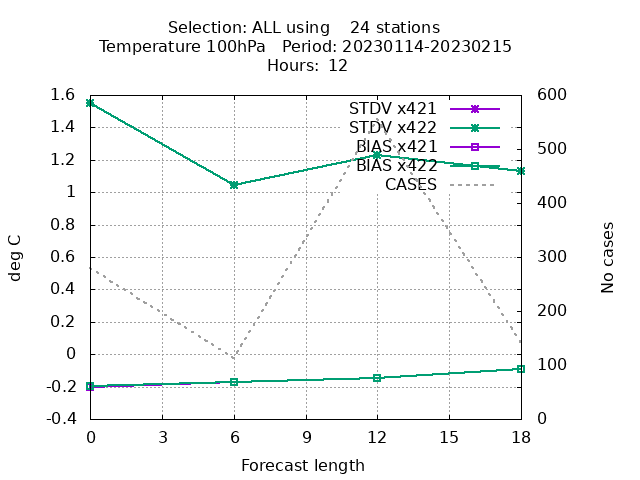 Selection: ALL using    24 stations
Temperature 100hPa   Period: 20230114-20230215
Hours: 12
STDV x421
STDV x422
BIAS x421
BIAS x422
CASES
1.6
1.4
1.2
1
0.8
0.6
0.4
0.2
0
-0.2
-0.4
deg C
600
500
400
300
200
100
0
No cases
0 3 6 9 12 15 18
Forecast length